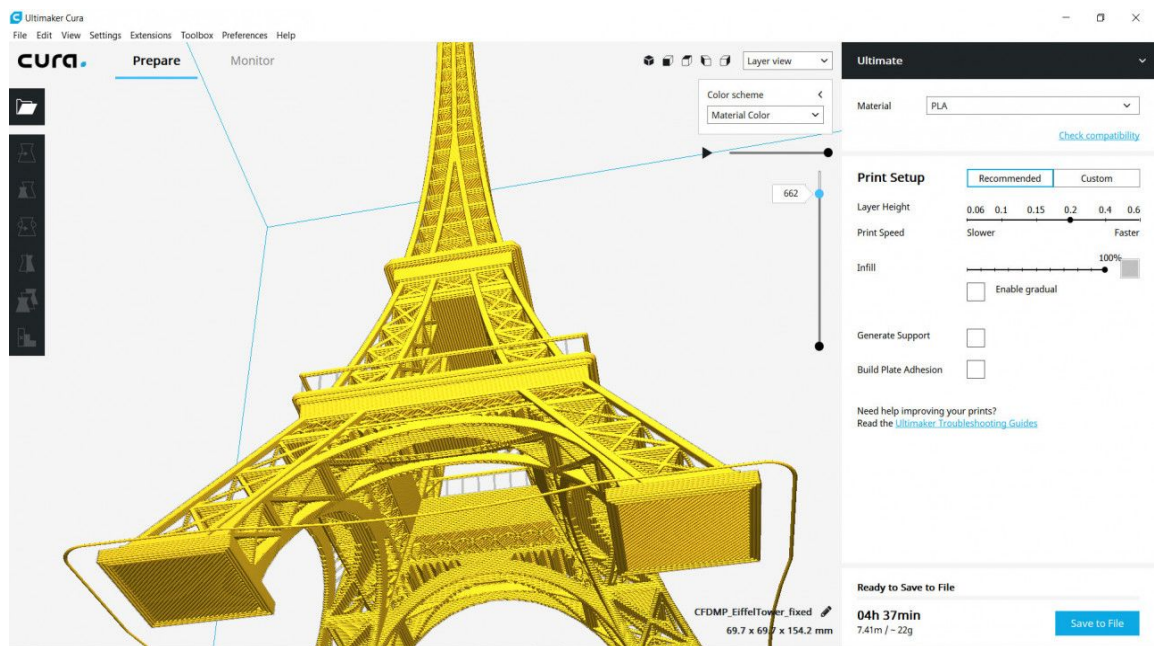 Ultimaker Cura
File Edit View Settings Extensions Toolbox Preferences Help
cura.
Prepare
Monitor
Layer view
Color scheme
Material Color
662
CFDMP_EiffelTower_fixed
69.7 x 69.7 x 154.2 mm
Ultimate
Material PLA
Check compatibility
Print Setup Recommended Custom
Layer Height 0.06 0.1 0.15 0.2 0.4 0.6
Print Speed Slower Faster
Infill 100%
Enable gradual
Generate Support
Build Plate Adhesion
Need help improving your prints?
Read the Ultimaker Troubleshooting Guides
Ready to Save to File
04h 37min
7.41m / ~ 22g
Save to File